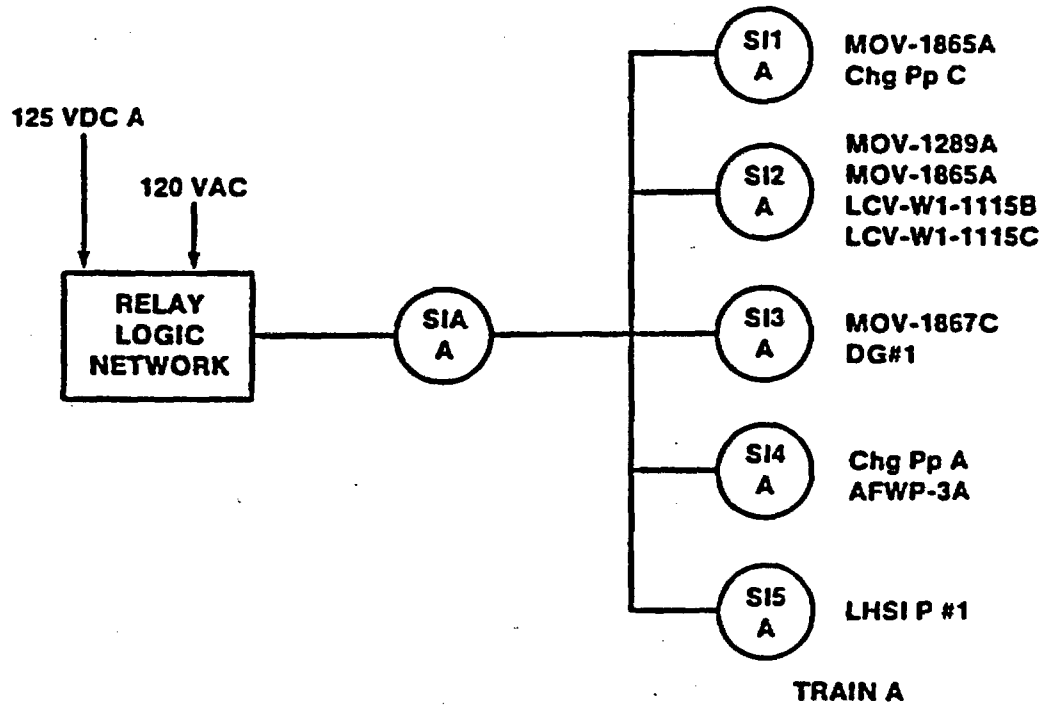 SI1
A
MOV-1865A
Chg Pp C
125 VDC A
120 VAC
SI2
A
MOV-1289A
MOV-1865A
LCV-W1-1115B
LCV-W1-1115C
RELAY
LOGIC
NETWORK
SIA
A
SI3
A
MOV-1867C
DG#1
SI4
A
Chg Pp A
AFWP-3A
SI5
A
LHSI P #1
TRAIN A